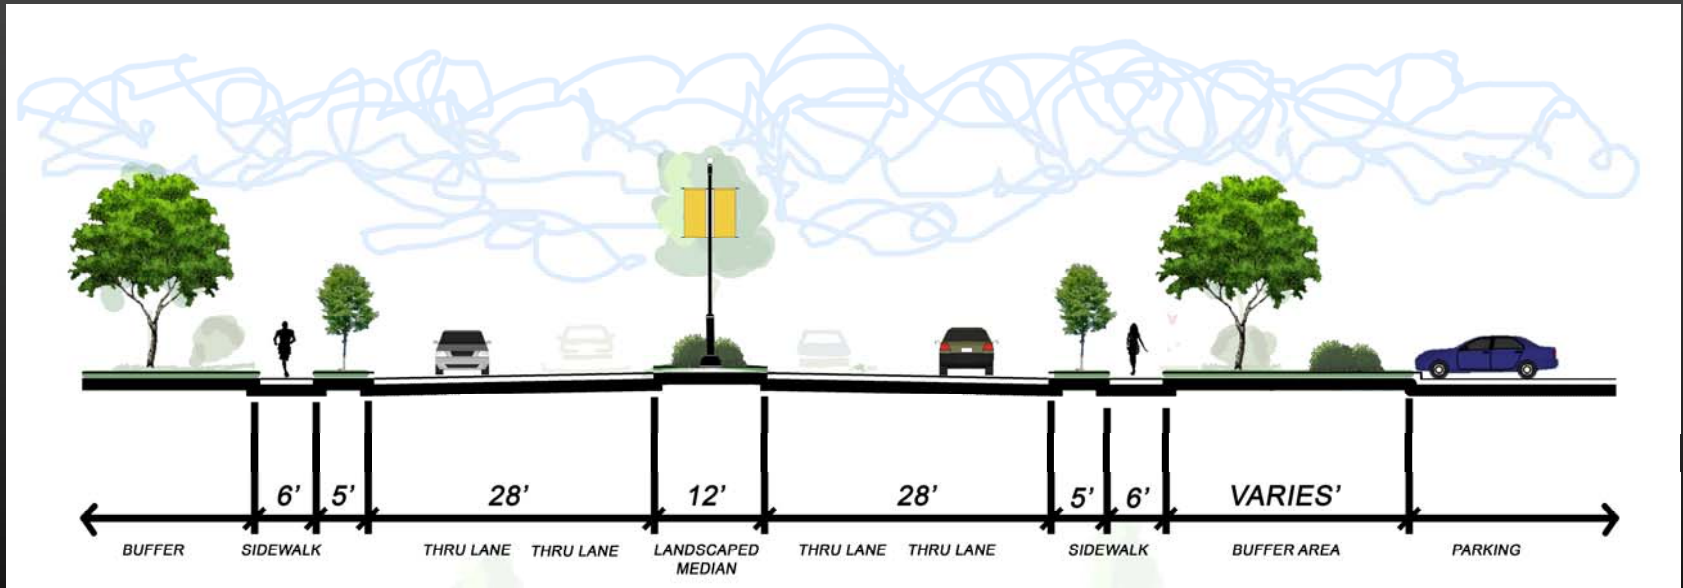 6' 5' 28' 12' 28' 5' 6' VARIES'
BUFFER SIDEWALK THRU LANE THRU LANE LANDSCAPED THRU LANE THRU LANE SIDEWALK BUFFER AREA PARKING
MEDIAN